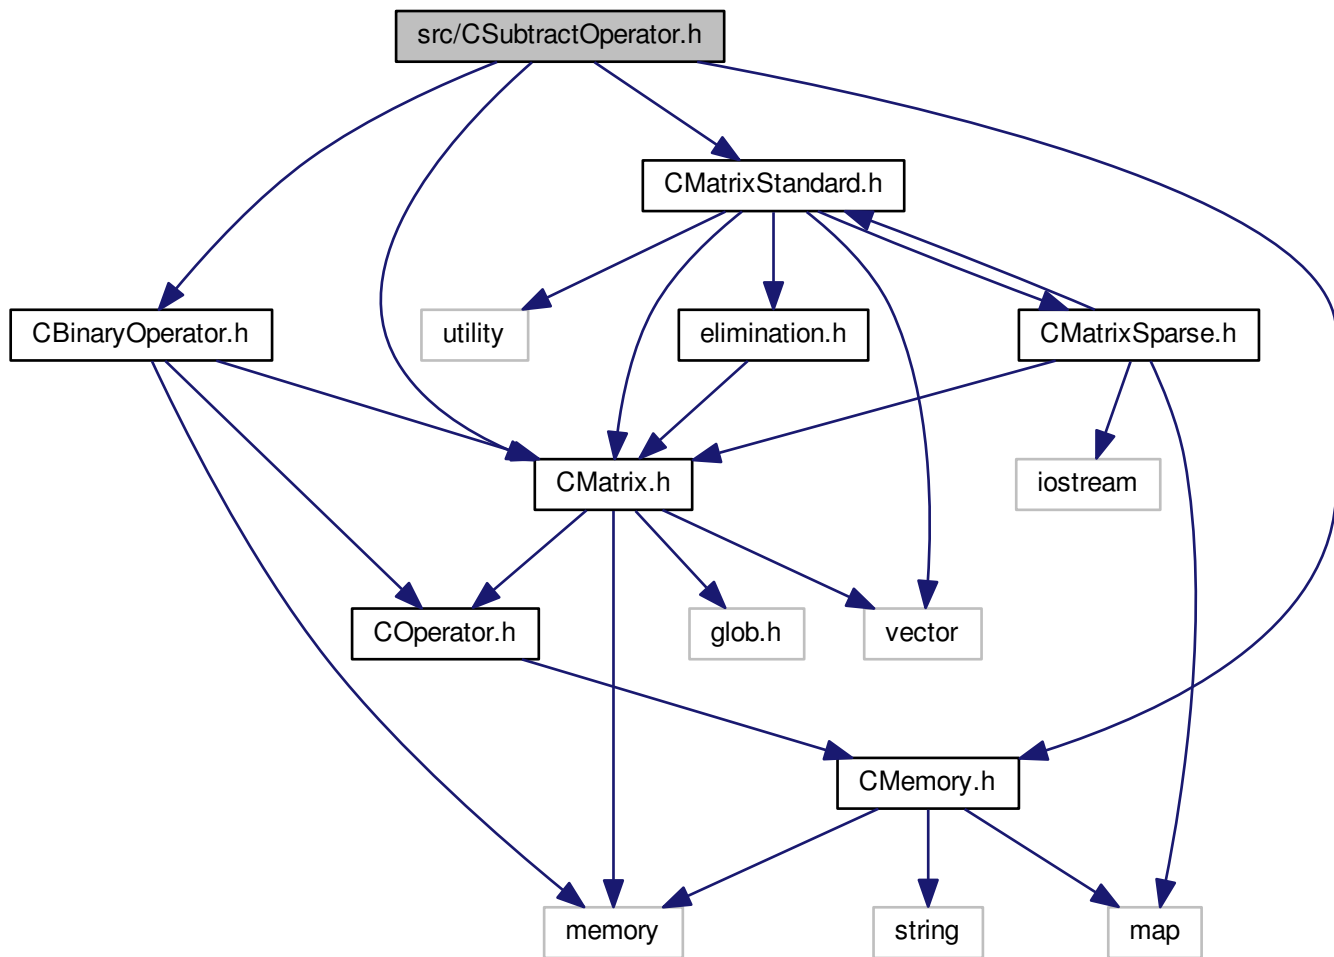 src/CSubtractOperator.h
CMatrixStandard.h
CBinaryOperator.h
utility
elimination.h
CMatrixSparse.h
CMatrix.h
iostream
COperator.h
glob.h
vector
CMemory.h
memory
string
map